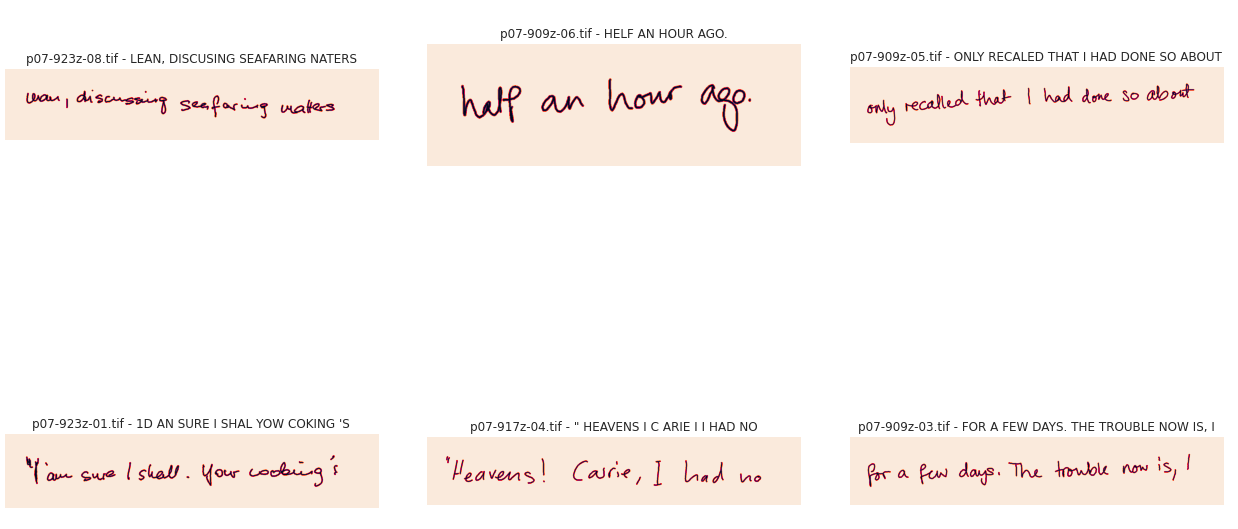 p07-909z-06.tif - HELF AN HOUR AGO.
p07-923z-08.tif - LEAN, DISCUSING SEAFARING NATERS
p07-909z-05.tif - ONLY RECALED THAT I HAD DONE SO ABOUT
, discussing seafaring matters
half an hour ago.
only recalled that I had done so about
p07-923z-01.tif - 1D AN SURE I SHAL YOW COKING 'S
p07-917z-04.tif - " HEAVENS I C ARIE I I HAD NO
p07-909z-03.tif - FOR A FEW DAYS. THE TROUBLE NOW IS, I
"I'am sure I shall. Your cooking's
"Heavens! Carrie, I had no
for a few days. The trouble now is, I